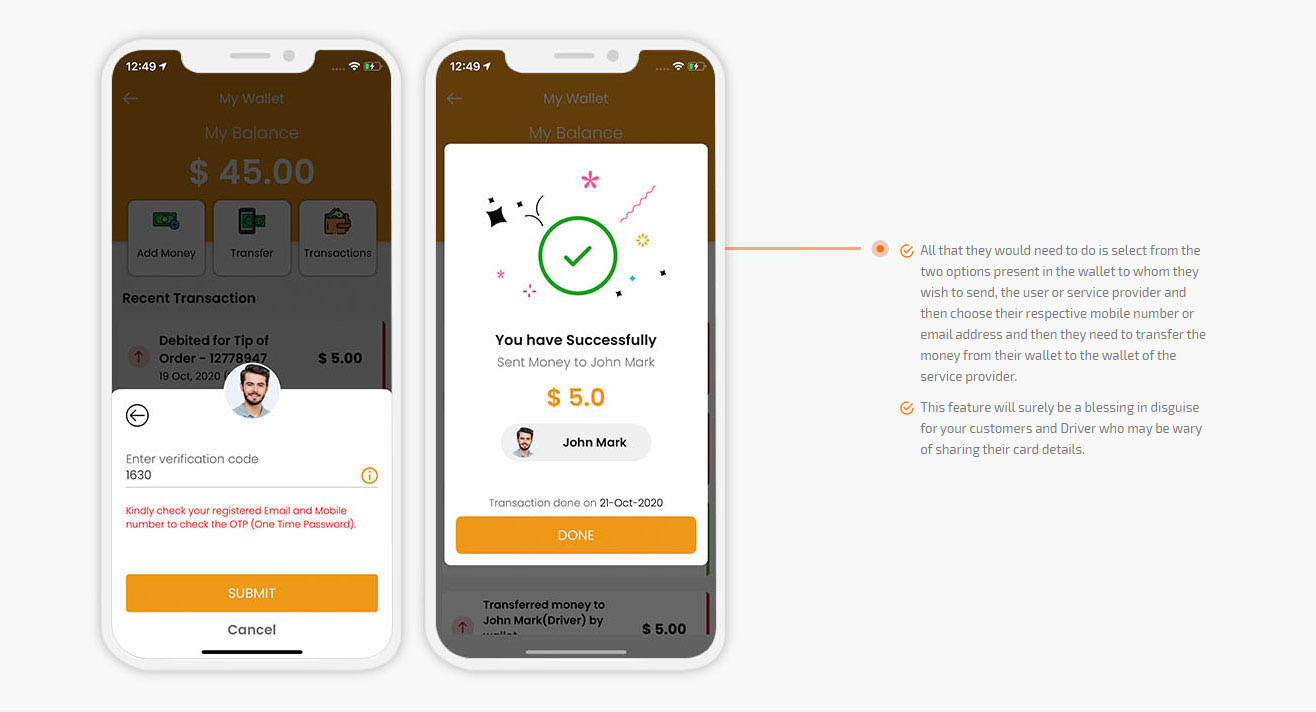 12:49
My Wallet
My Balance
$ 45.00
Add Money
Transfer
Transactions
Recent Transaction
Debited for Tip of
Order - 12778947
$ 5.00
19 Oct, 2020
Enter verification code
1630
Kindly check your registered Email and Mobile
number to check the OTP (One Time Password).
SUBMIT
Cancel
12:49
My Wallet
My Balance
You have Successfully
Sent Money to John Mark
$ 5.0
John Mark
Transaction done on 21-Oct-2020
DONE
Transferred money to
John Mark(Driver) by
wallet
$ 5.00
All that they would need to do is select from the
two options present in the wallet to whom they
wish to send, the user or service provider and
then choose their respective mobile number or
email address and then they need to transfer the
money from their wallet to the wallet of the
service provider.
This feature will surely be a blessing in disguise
for your customers and Driver who may be wary
of sharing their card details.